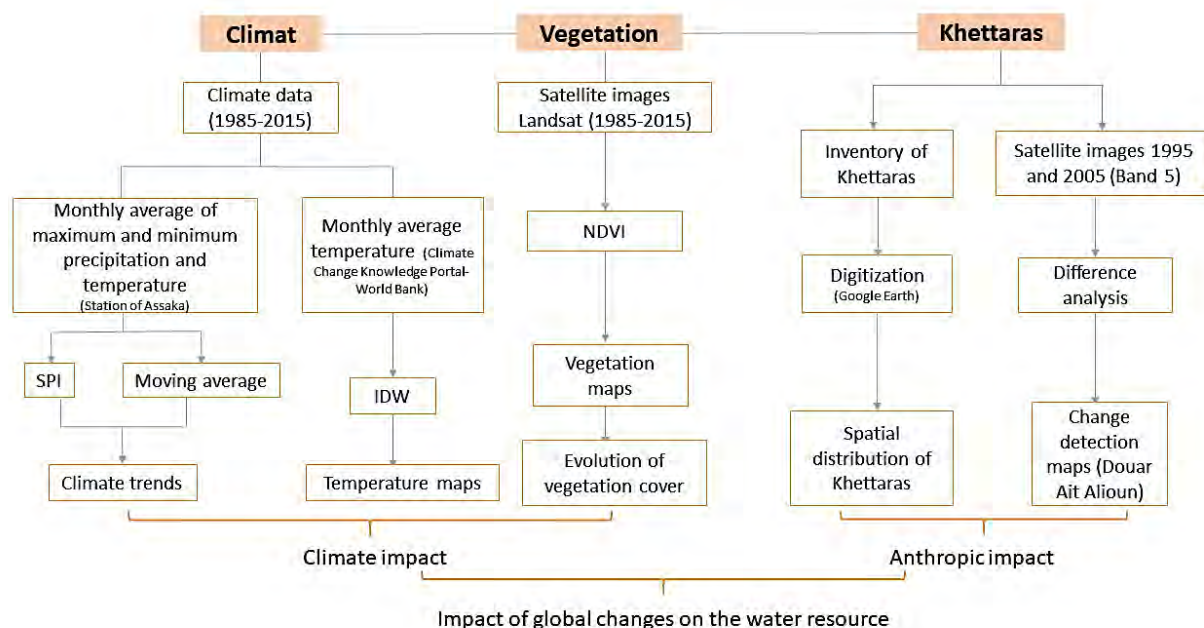 Climat
Vegetation
Khettaras
Climate data
(1985-2015)
Satellite images
Landsat (1985-2015)
Inventory of
Khettaras
Satellite images 1995
and 2005 (Band 5)
Monthly average of
maximum and minimum
precipitation and
temperature
(Station of Assaka)
Monthly average
temperature (Climate
Change Knowledge Portal-
World Bank)
NDVI
Digitization
(Google Earth)
Difference
analysis
SPI
Moving average
IDW
Vegetation
maps
Spatial
distribution of
Khettaras
Change
detection
maps (Douar
Ait Alioun)
Climate trends
Temperature maps
Evolution of
vegetation cover
Climate impact
Anthropic impact
Impact of global changes on the water resource